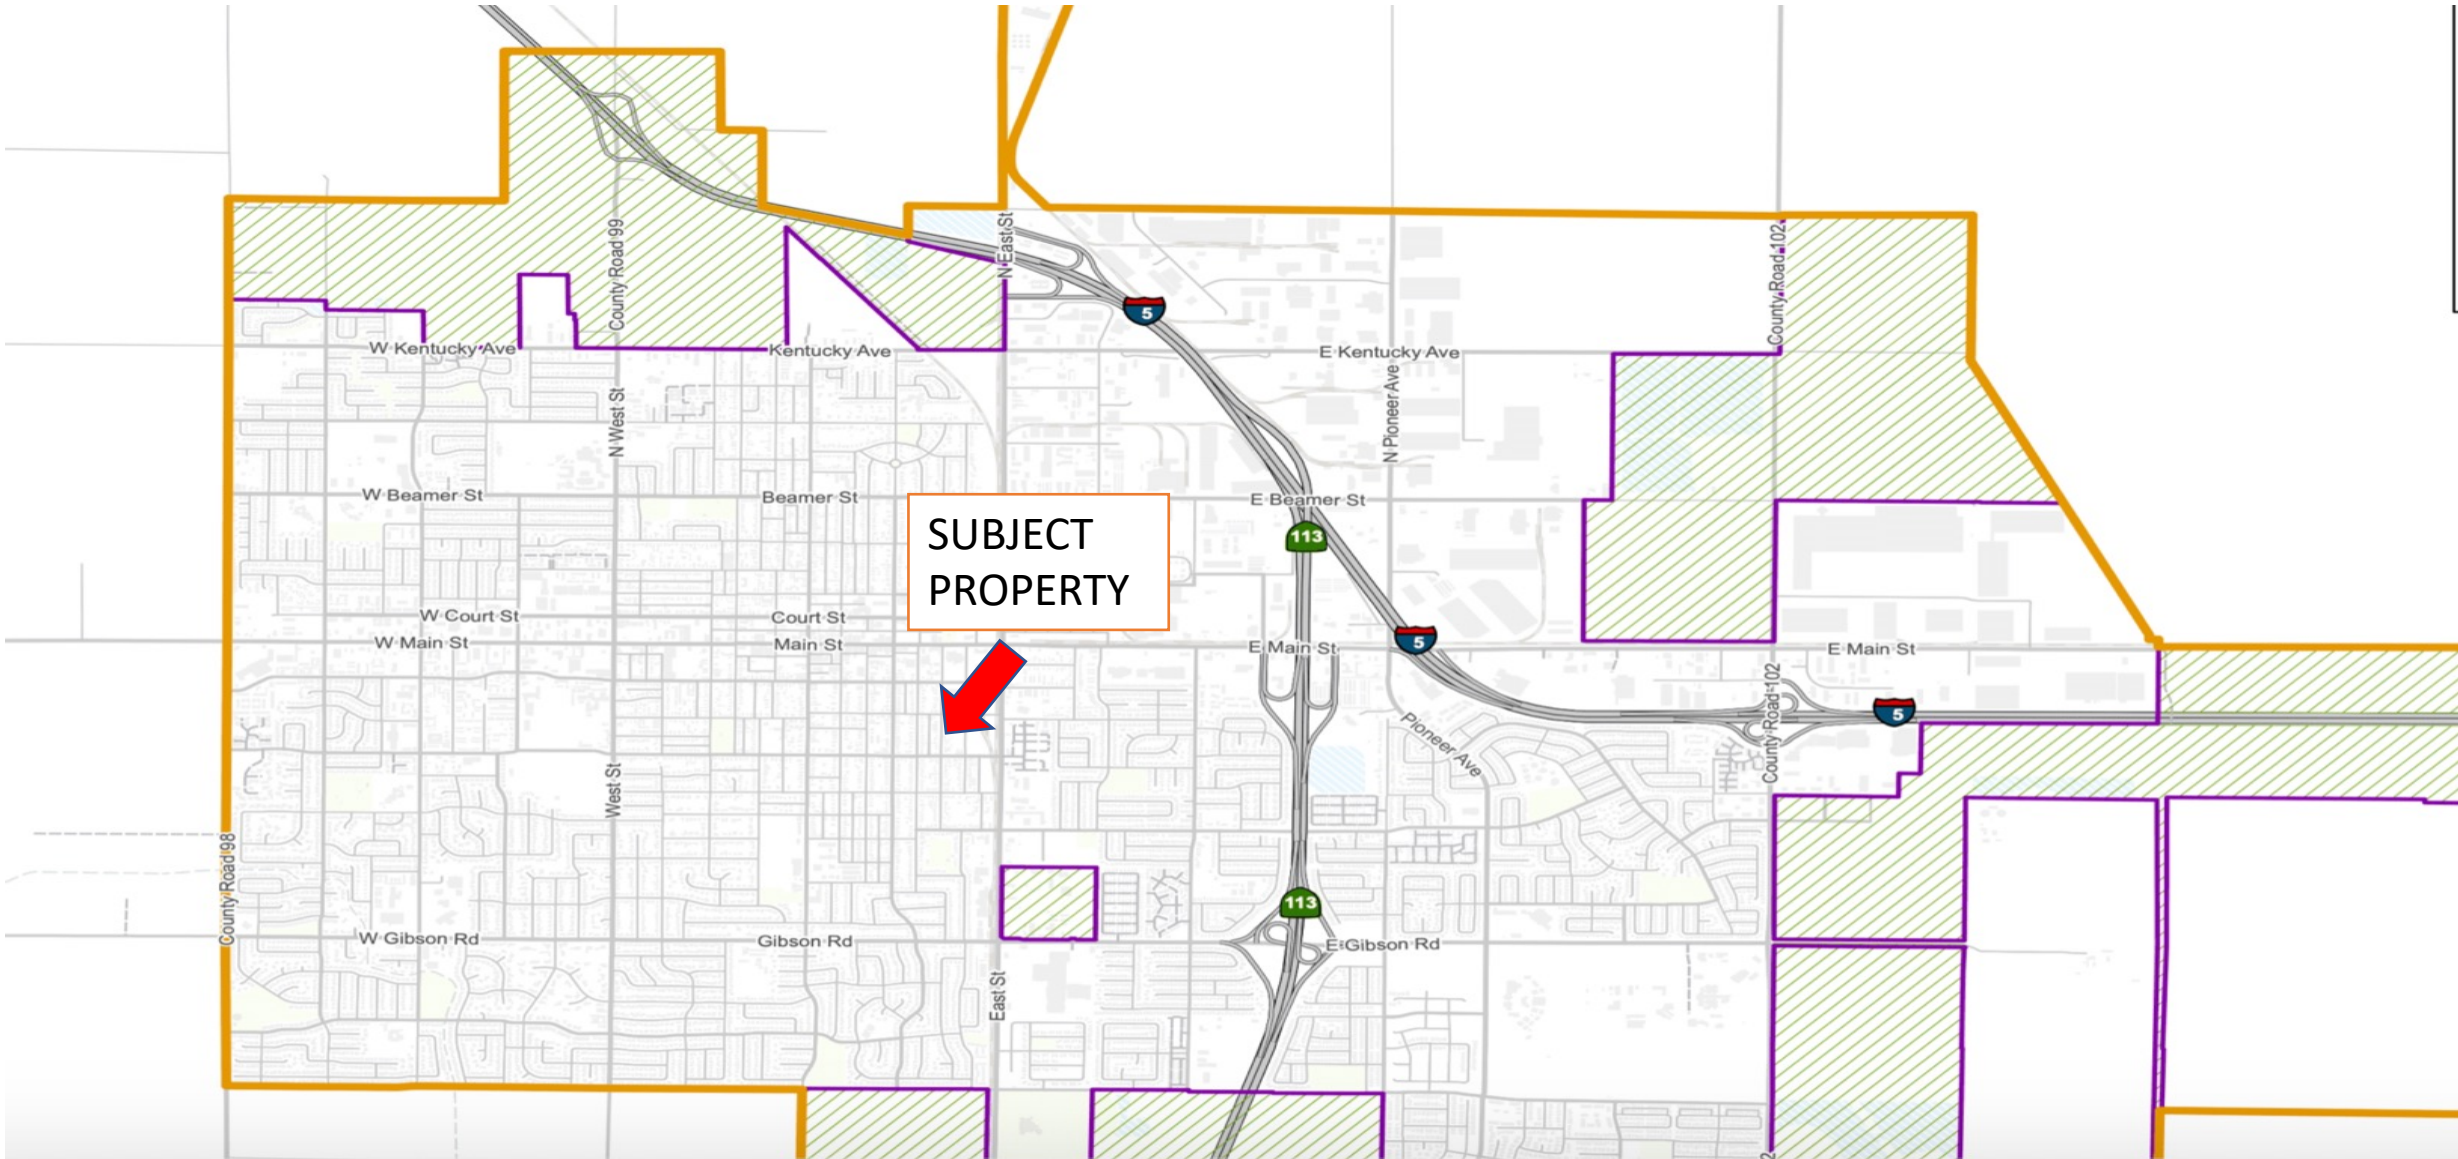 County Road 99
N East St
County Road 102
5
W Kentucky Ave
Kentucky Ave
E Kentucky Ave
N West St
N Pioneer Ave
W Beamer St
Beamer St
E Beamer St
SUBJECT
PROPERTY
113
W Court St
Court St
5
W Main St
Main St
E Main St
E Main St
County Road 102
5
Pioneer Ave
West St
County Road 98
113
W Gibson Rd
Gibson Rd
E Gibson Rd
East St
2